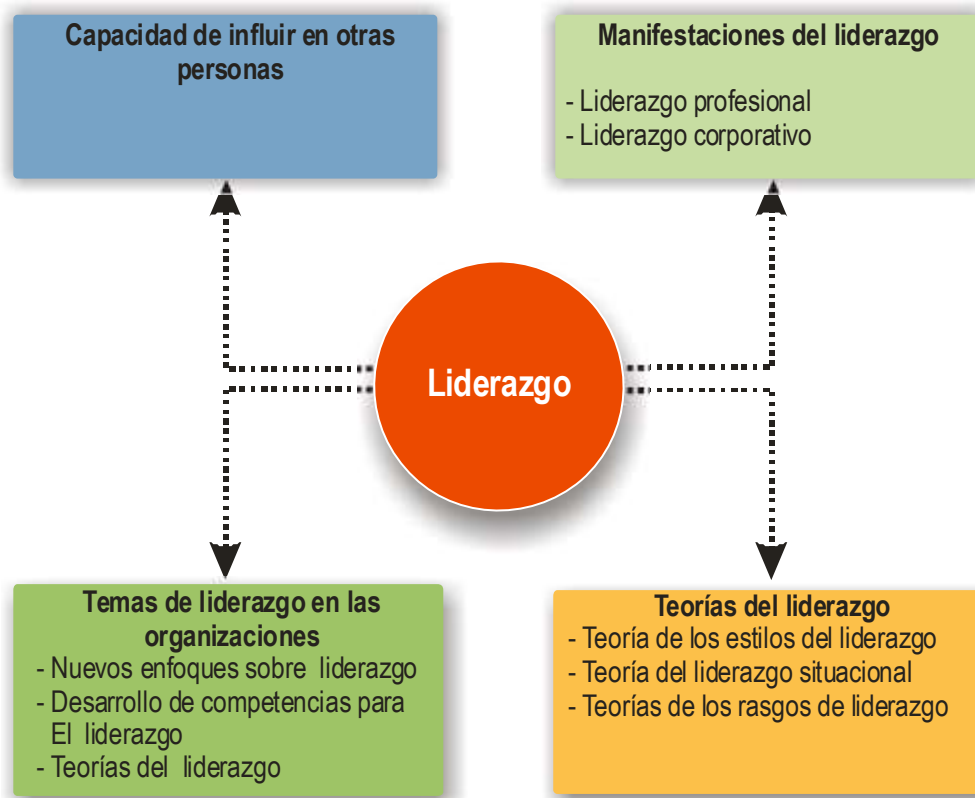 Capacidad de influir en otras
personas
Manifestaciones del liderazgo
- Liderazgo profesional
- Liderazgo corporativo
Liderazgo
Temas de liderazgo en las
organizaciones
- Nuevos enfoques sobre liderazgo
- Desarrollo de competencias para
El liderazgo
- Teorías del liderazgo
Teorías del liderazgo
- Teoría de los estilos del liderazgo
- Teoría del liderazgo situacional
- Teorías de los rasgos de liderazgo